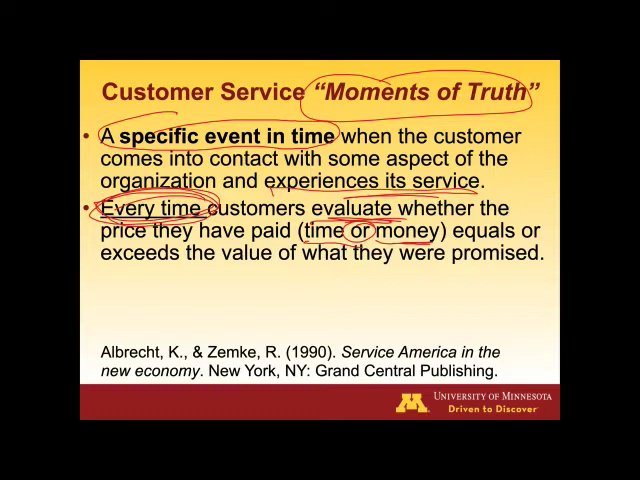 Customer Service “Moments of Truth”
• A specific event in time when the customer
comes into contact with some aspect of the
organization and experiences its service.
• Every time customers evaluate whether the
price they have paid (time or money) equals or
exceeds the value of what they were promised.
Albrecht, K., & Zemke, R. (1990). Service America in the
new economy. New York, NY: Grand Central Publishing.
M
UNIVERSITY OF MINNESOTA
Driven to Discover